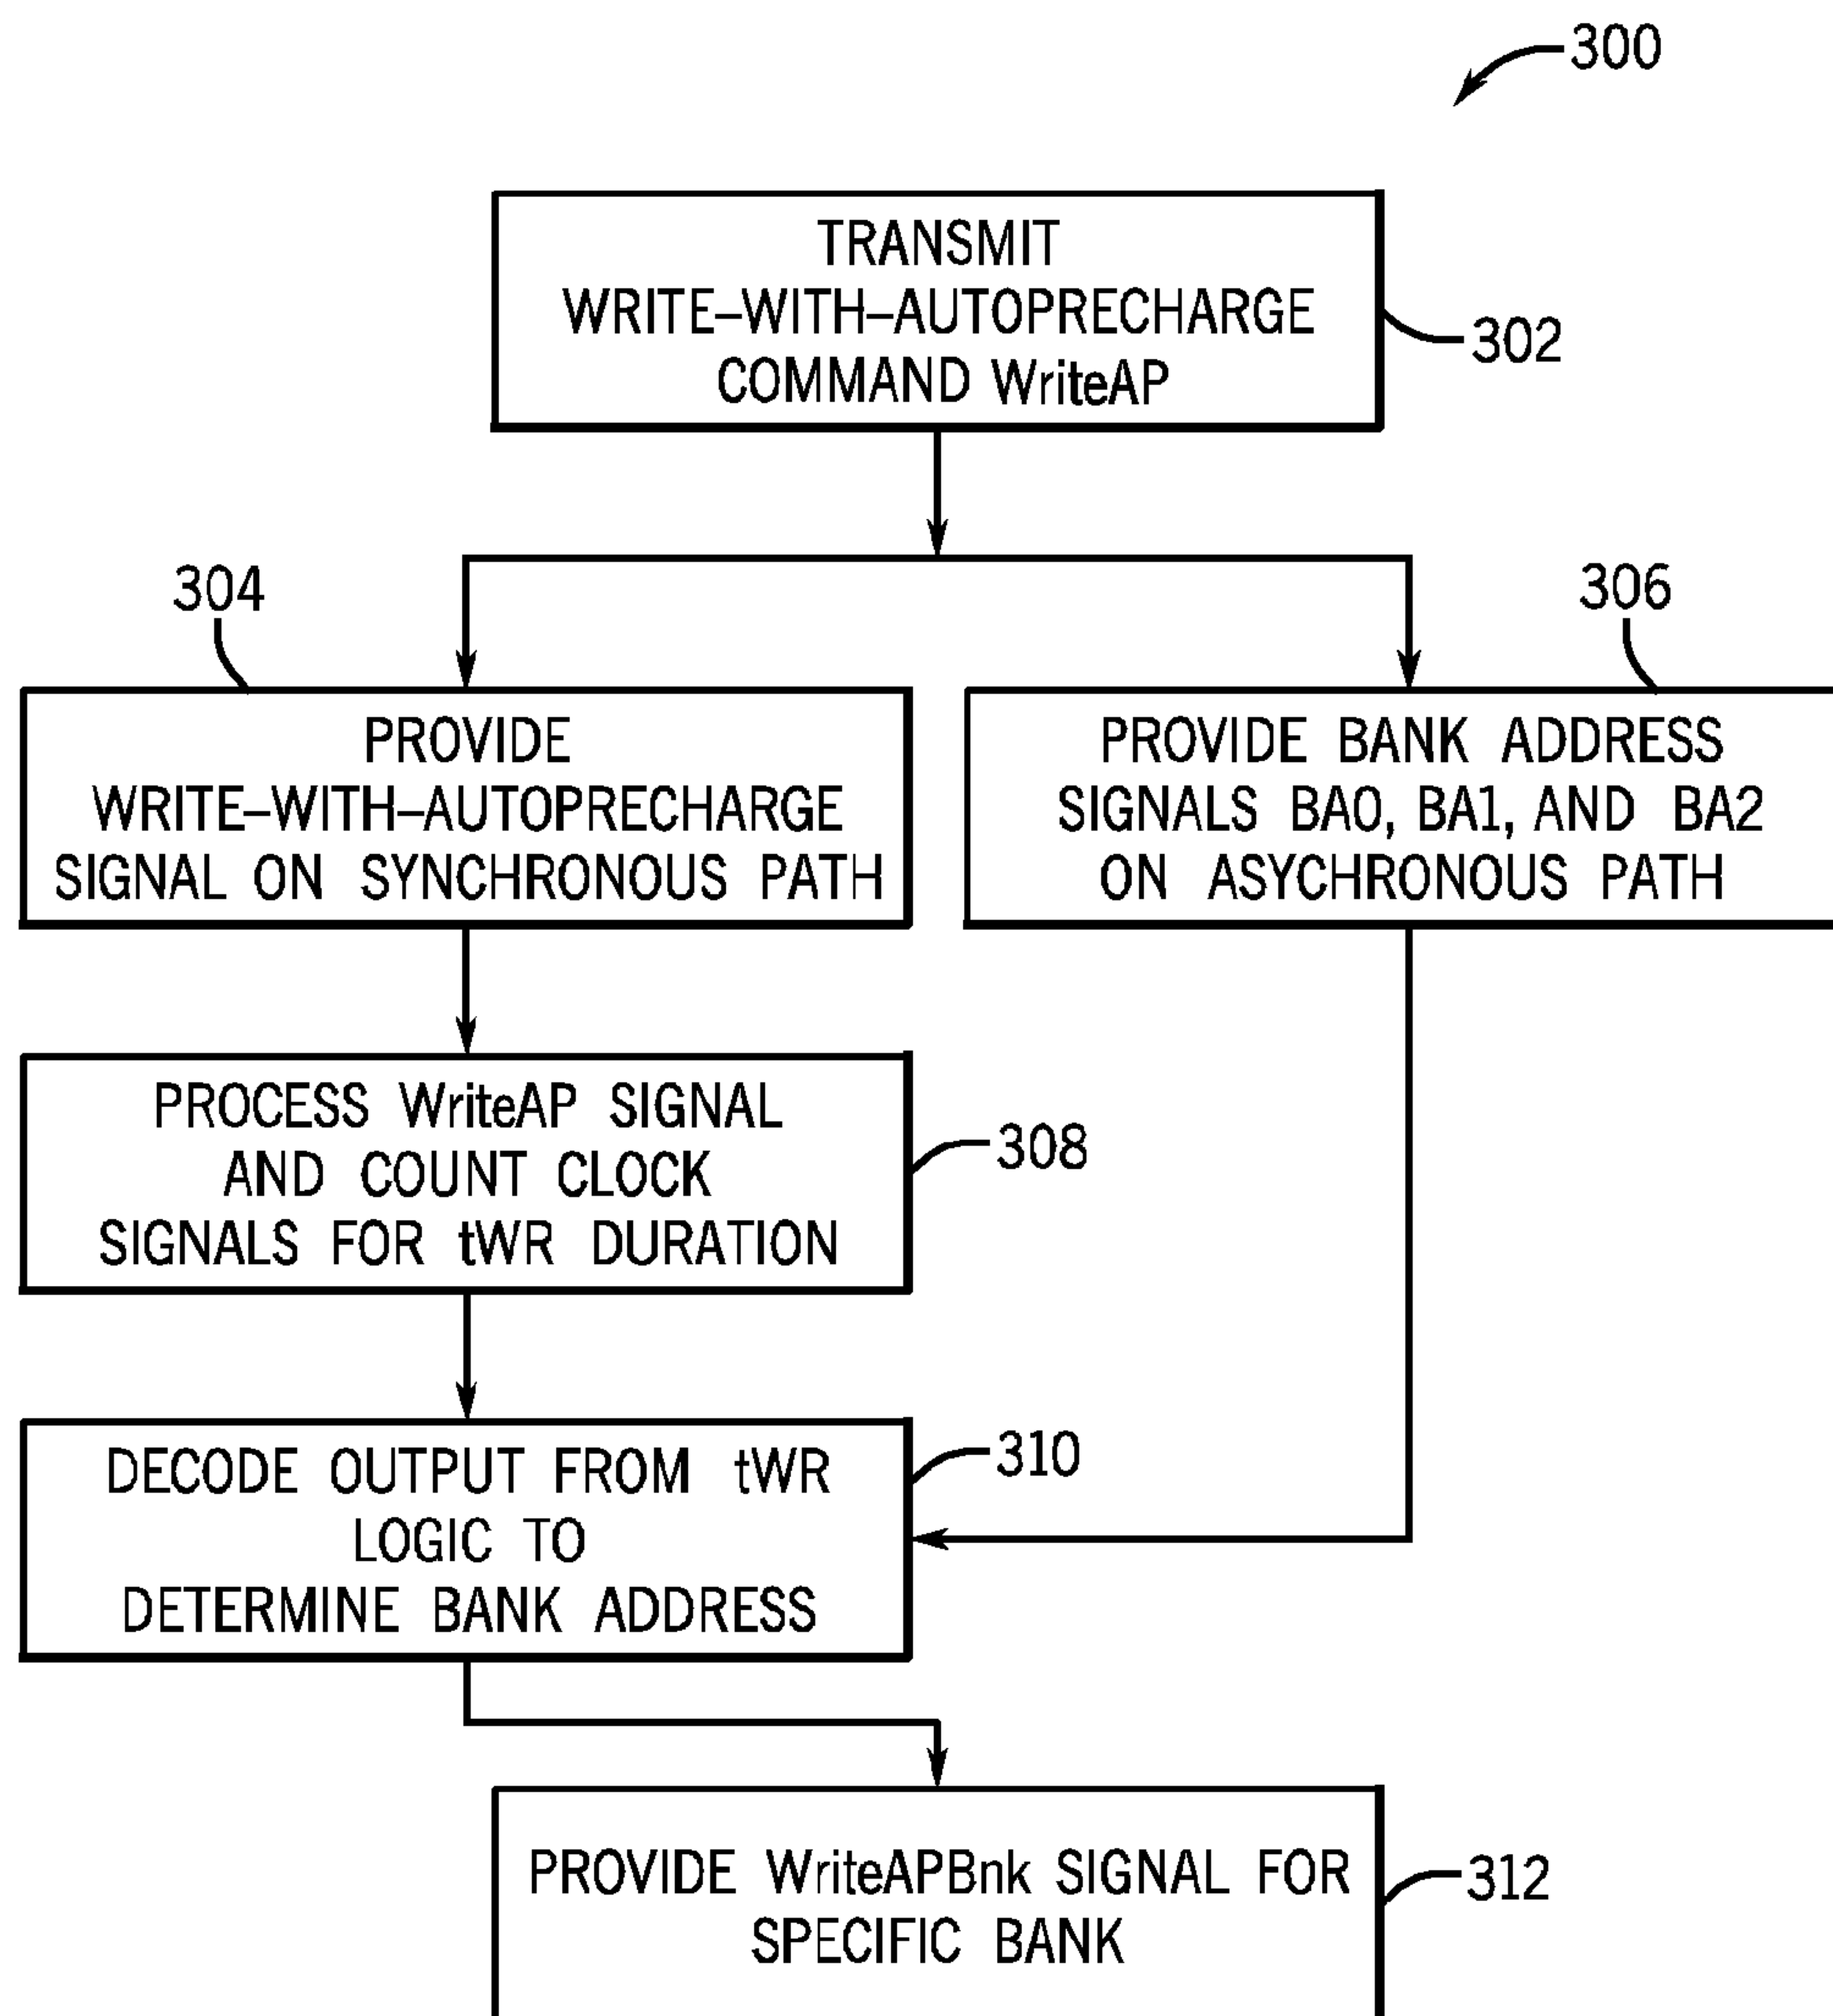 300
TRANSMIT
WRITE–WITH–AUTOPRECHARGE
COMMAND WriteAP
302
304
306
PROVIDE
WRITE–WITH–AUTOPRECHARGE
SIGNAL ON SYNCHRONOUS PATH
PROVIDE BANK ADDRESS
SIGNALS BA0, BA1, AND BA2
ON ASYCHRONOUS PATH
PROCESS WriteAP SIGNAL
AND COUNT CLOCK
SIGNALS FOR tWR DURATION
308
DECODE OUTPUT FROM tWR
LOGIC TO
DETERMINE BANK ADDRESS
310
PROVIDE WriteAPBnk SIGNAL FOR
SPECIFIC BANK
312